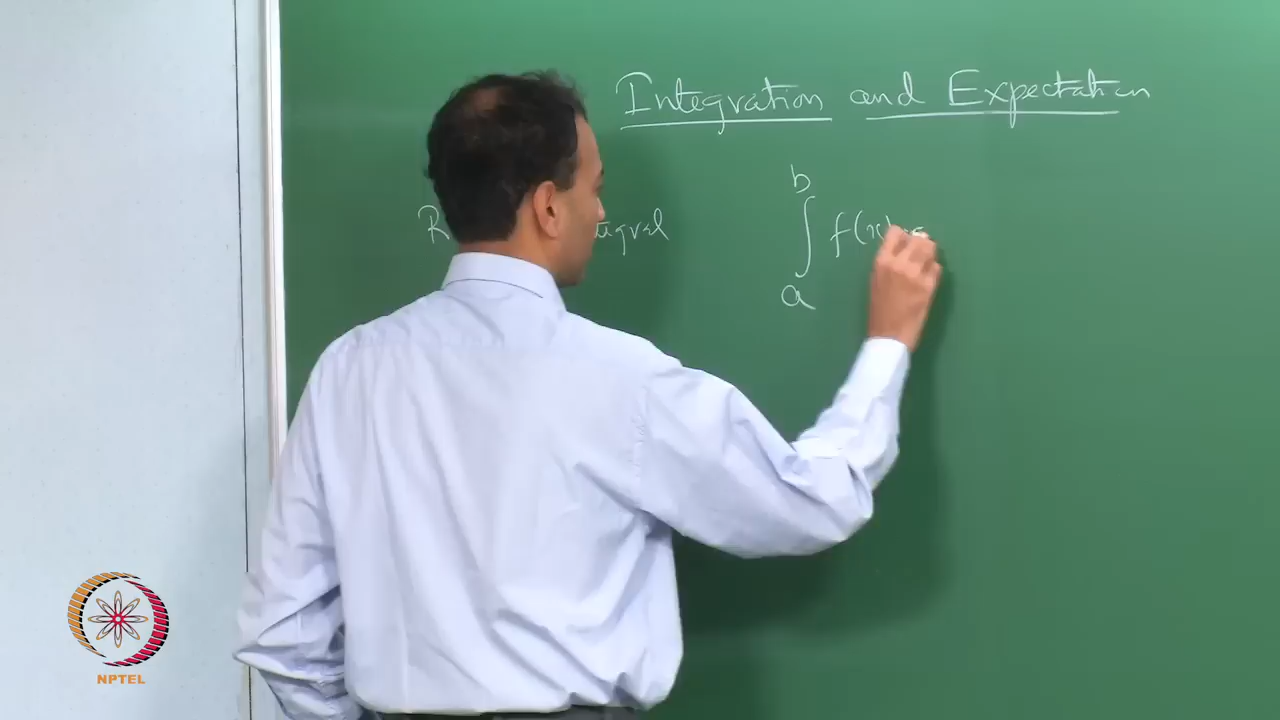 Integration and Expectation
b
∫ f(x)
a
NPTEL